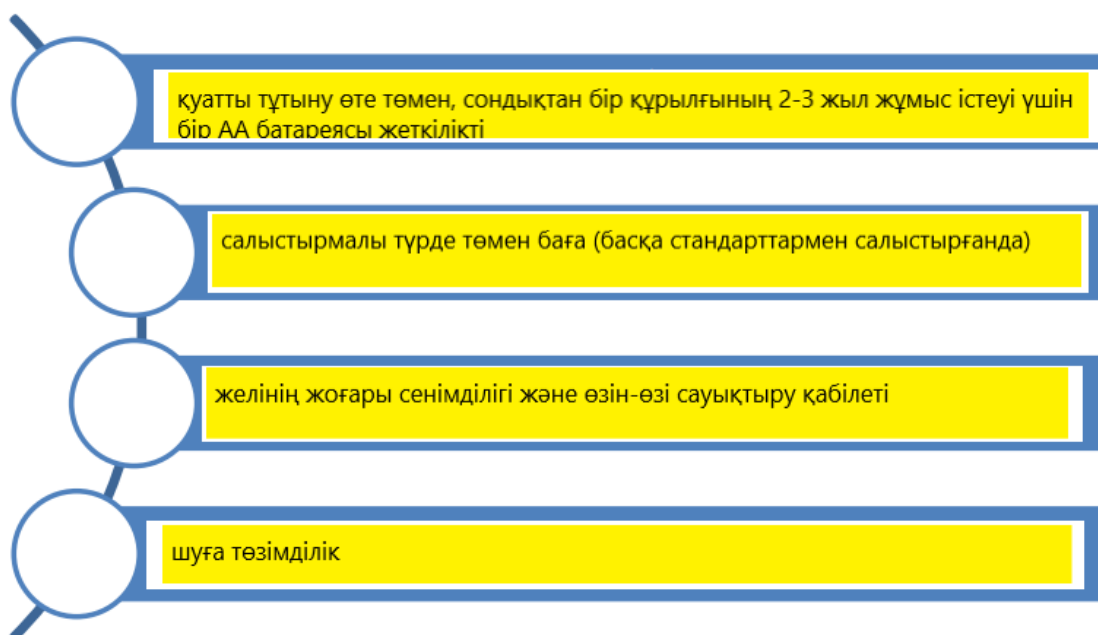 қуатты тұтыну өте төмен, сондықтан бір құрылғының 2-3 жыл жұмыс істеуі үшін
бір АА батареясы жеткілікті
салыстырмалы түрде төмен баға (басқа стандарттармен салыстырғанда)
желінің жоғары сенімділігі және өзін-өзі сауықтыру қабілеті
шуға төзімділік